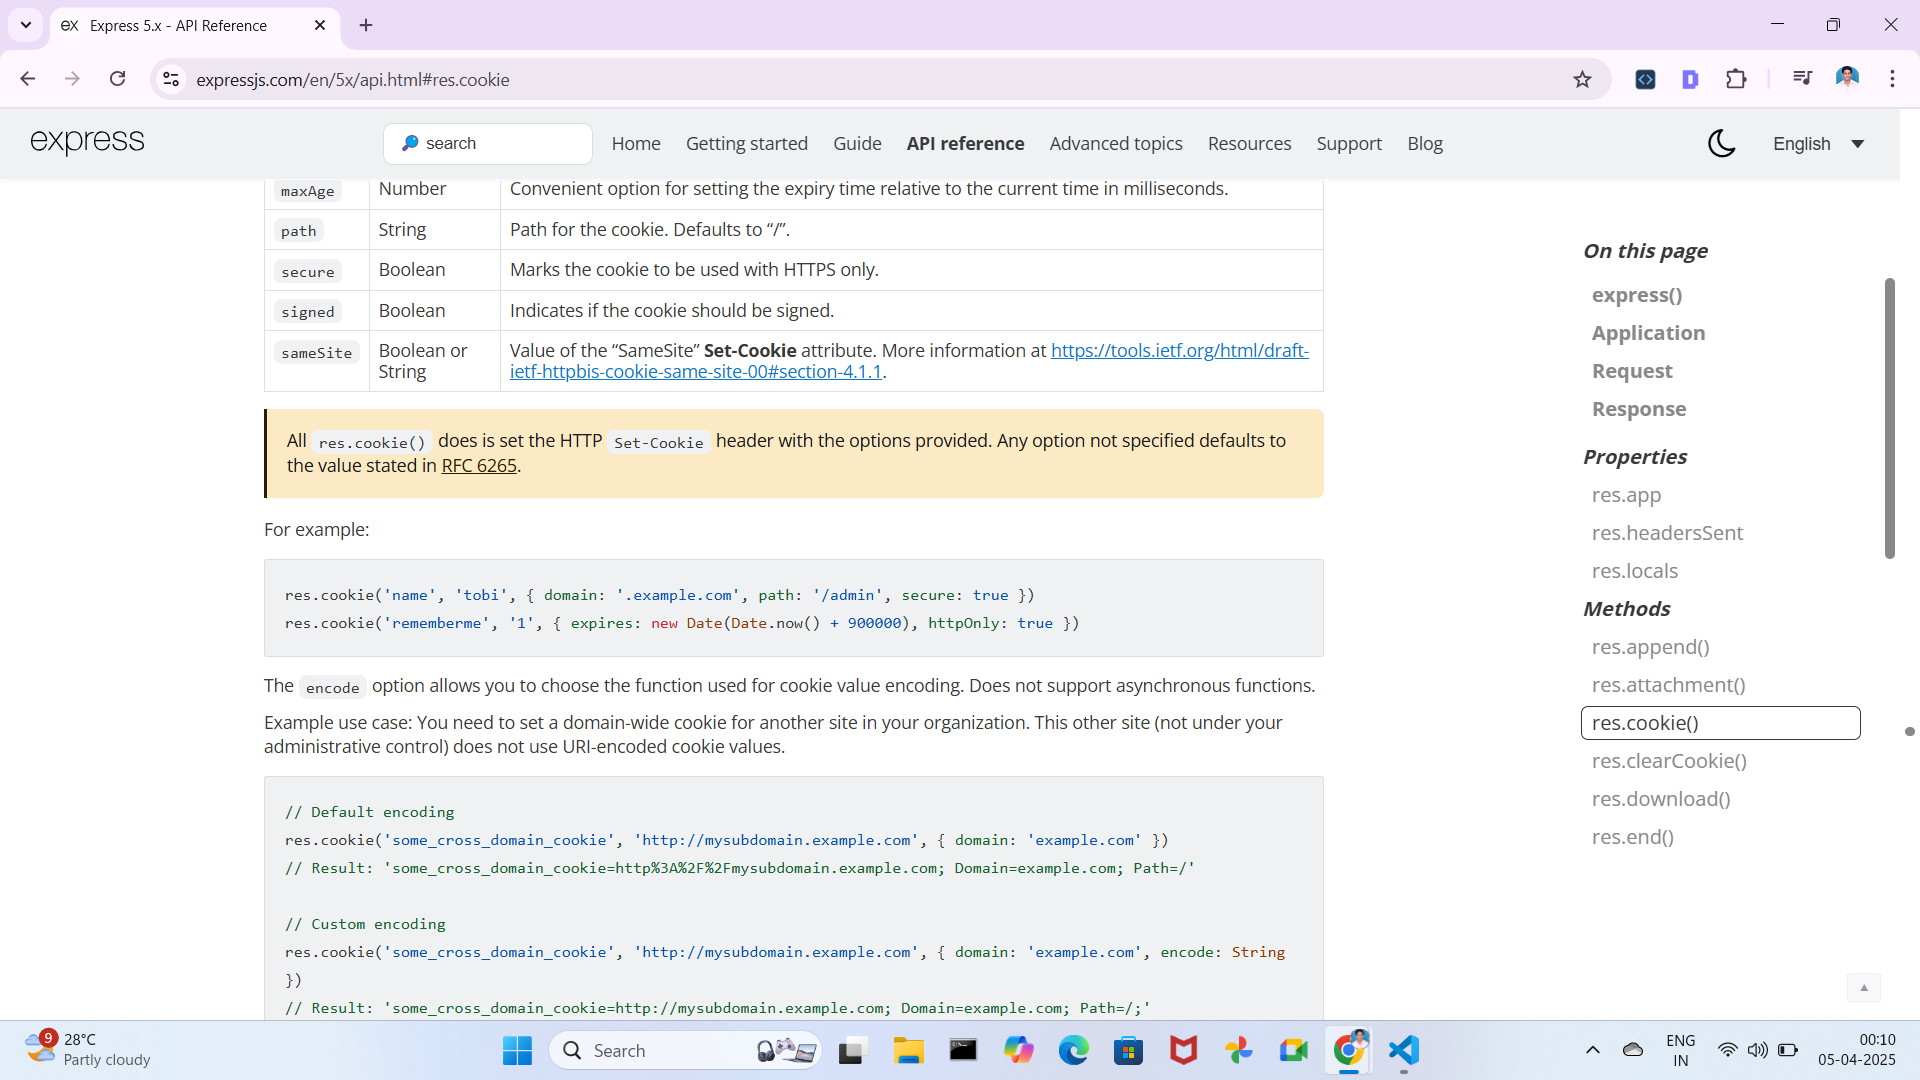 Express 5.x - API Reference
expressjs.com/en/5x/api.html#res.cookie
express
search
Home
Getting started
Guide
API reference
Advanced topics
Resources
Support
Blog
English
maxAge Number Convenient option for setting the expiry time relative to the current time in milliseconds.
path String Path for the cookie. Defaults to “/”.
secure Boolean Marks the cookie to be used with HTTPS only.
signed Boolean Indicates if the cookie should be signed.
sameSite Boolean or String Value of the “SameSite” Set-Cookie attribute. More information at https://tools.ietf.org/html/draft-
ietf-httpbis-cookie-same-site-00#section-4.1.1.
All res.cookie() does is set the HTTP Set-Cookie header with the options provided. Any option not specified defaults to
the value stated in RFC 6265.
For example:
res.cookie('name', 'tobi', { domain: '.example.com', path: '/admin', secure: true })
res.cookie('rememberme', '1', { expires: new Date(Date.now() + 900000), httpOnly: true })
The encode option allows you to choose the function used for cookie value encoding. Does not support asynchronous functions.
Example use case: You need to set a domain-wide cookie for another site in your organization. This other site (not under your
administrative control) does not use URI-encoded cookie values.
// Default encoding
res.cookie('some_cross_domain_cookie', 'http://mysubdomain.example.com', { domain: 'example.com' })
// Result: 'some_cross_domain_cookie=http%3A%2F%2Fmysubdomain.example.com; Domain=example.com; Path=/'
// Custom encoding
res.cookie('some_cross_domain_cookie', 'http://mysubdomain.example.com', { domain: 'example.com', encode: String
})
// Result: 'some_cross_domain_cookie=http://mysubdomain.example.com; Domain=example.com; Path=/;'
On this page
express()
Application
Request
Response
Properties
res.app
res.headersSent
res.locals
Methods
res.append()
res.attachment()
res.cookie()
res.clearCookie()
res.download()
res.end()
9
28°C
Partly cloudy
Search
ENG
IN
00:10
05-04-2025